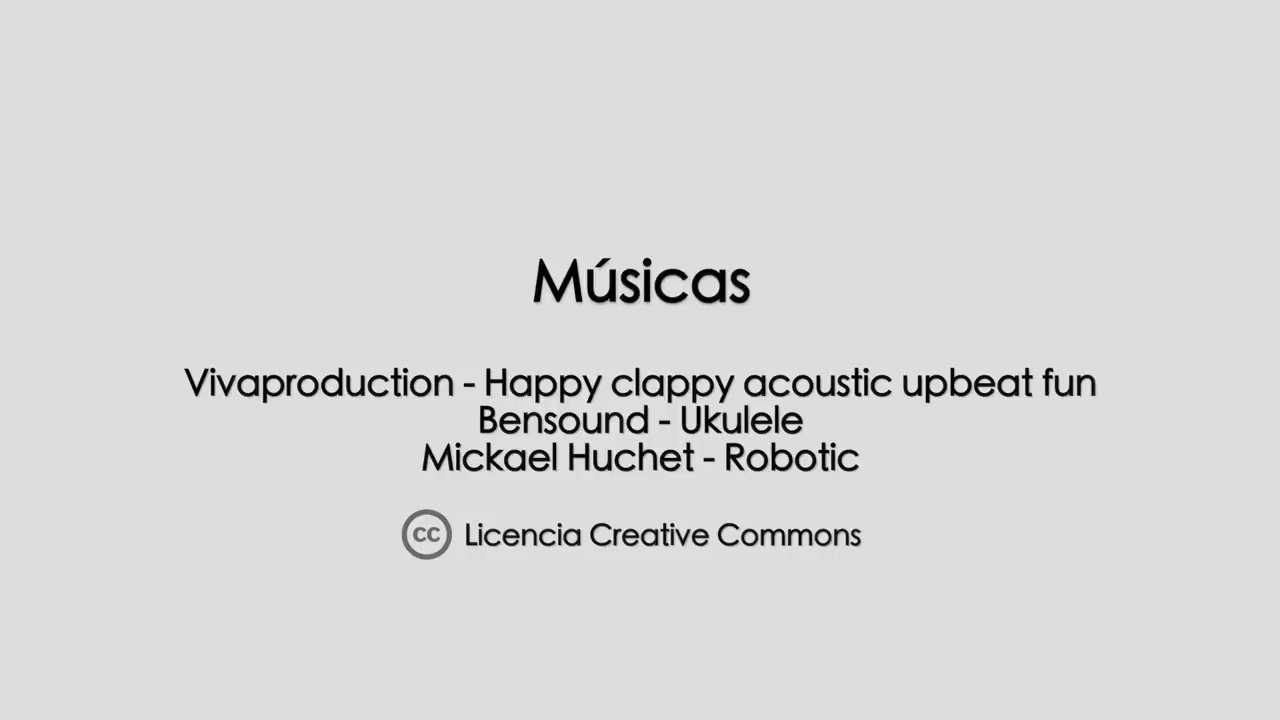 Músicas
Vivaproduction - Happy clappy acoustic upbeat fun
Bensound - Ukulele
Mickael Huchet - Robotic
cc Licencia Creative Commons